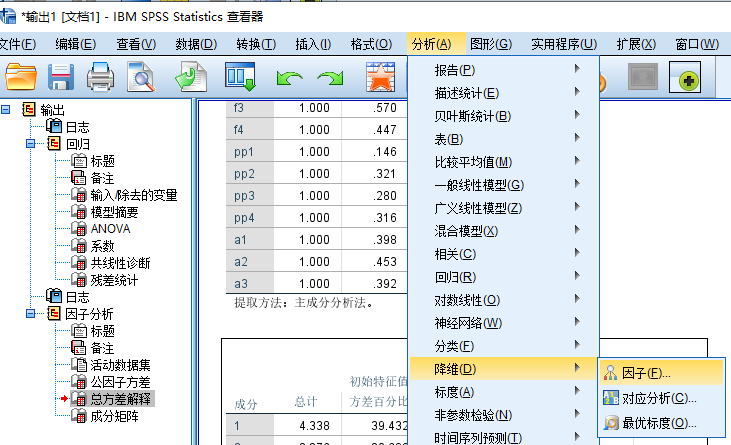 *输出1 [文档1] - IBM SPSS Statistics 查看器
文件(F) 编辑(E) 查看(V) 数据(D) 转换(T) 插入(I) 格式(O) 分析(A) 图形(G) 实用程序(U) 扩展(X) 窗口(W)
输出
日志
回归
标题
备注
输入/除去的变量
模型摘要
ANOVA
系数
共线性诊断
残差统计
日志
因子分析
标题
备注
活动数据集
公因子方差
总方差解释
成分矩阵
f3 1.000 .570
f4 1.000 .447
pp1 1.000 .146
pp2 1.000 .321
pp3 1.000 .280
pp4 1.000 .316
a1 1.000 .398
a2 1.000 .453
a3 1.000 .392
提取方法：主成分分析法。
初始特征值
成分 总计 方差百分比
1 4.338 39.432
报告(P)
描述统计(E)
贝叶斯统计(B)
表(B)
比较平均值(M)
一般线性模型(G)
广义线性模型(Z)
混合模型(X)
相关(C)
回归(R)
对数线性(O)
神经网络(W)
分类(F)
降维(D)
标度(A)
非参数检验(N)
时间序列预测(T)
因子(F)...
对应分析(C)...
最优标度(O)...